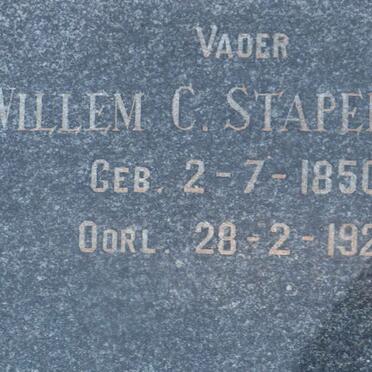 VADER
WILLEM C. STAPE
GEB. 2-7-1850
OORL. 28-2-192